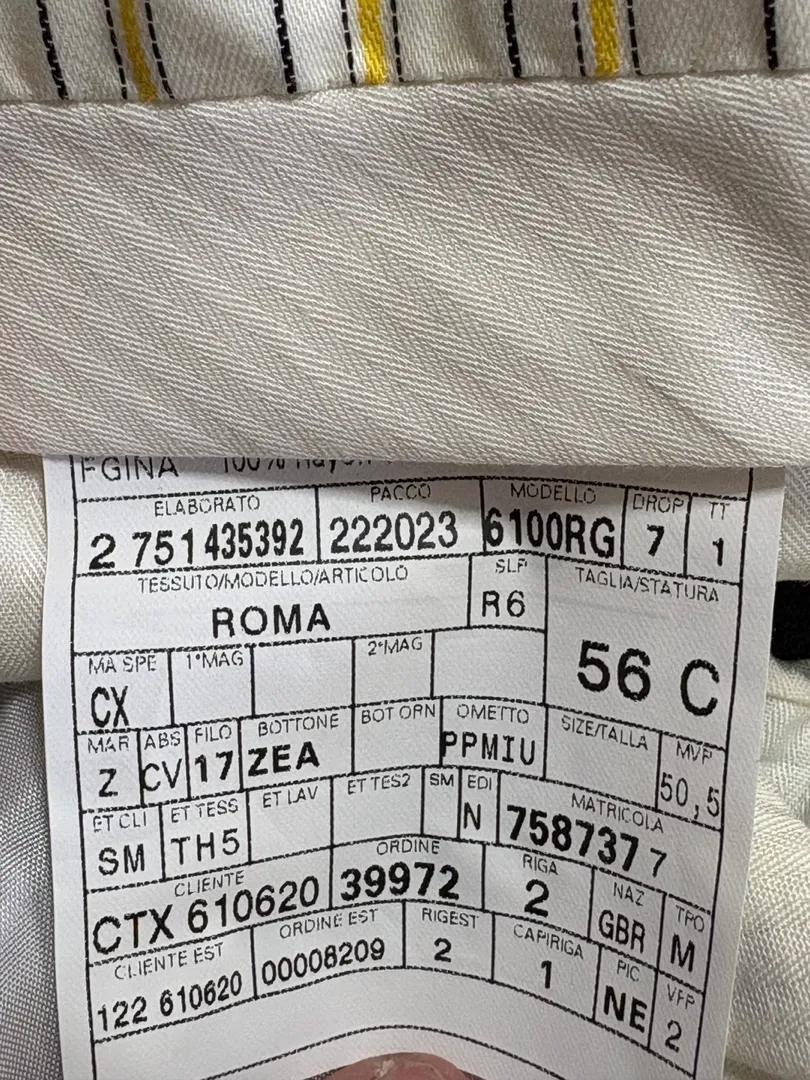 FGINA 100% Rayon
ELABORATO PACCO MODELLO DROP TT
2 751435392 222023 6100RG 7 1
TESSUTO/MODELLO/ARTICOLO SLP TAGLIA/STATURA
ROMA R6 56 C
MA SPE 1°MAG 2°MAG
CX
MAR ABS FILO BOTTONE BOT ORN OMETTO SIZE/TALLA MVP
Z CV 17 ZEA PPMIU 50,5
ET CLI ET TESS ET LAV ET TES2 SM EDI MATRICOLA
SM TH5 N 758737 7
CLIENTE ORDINE RIGA NAZ TPO
CTX 610620 39972 2 GBR M
CLIENTE EST ORDINE EST RIGEST CAPIRIGA PIC VFP
122 610620 00008209 2 1 NE 2